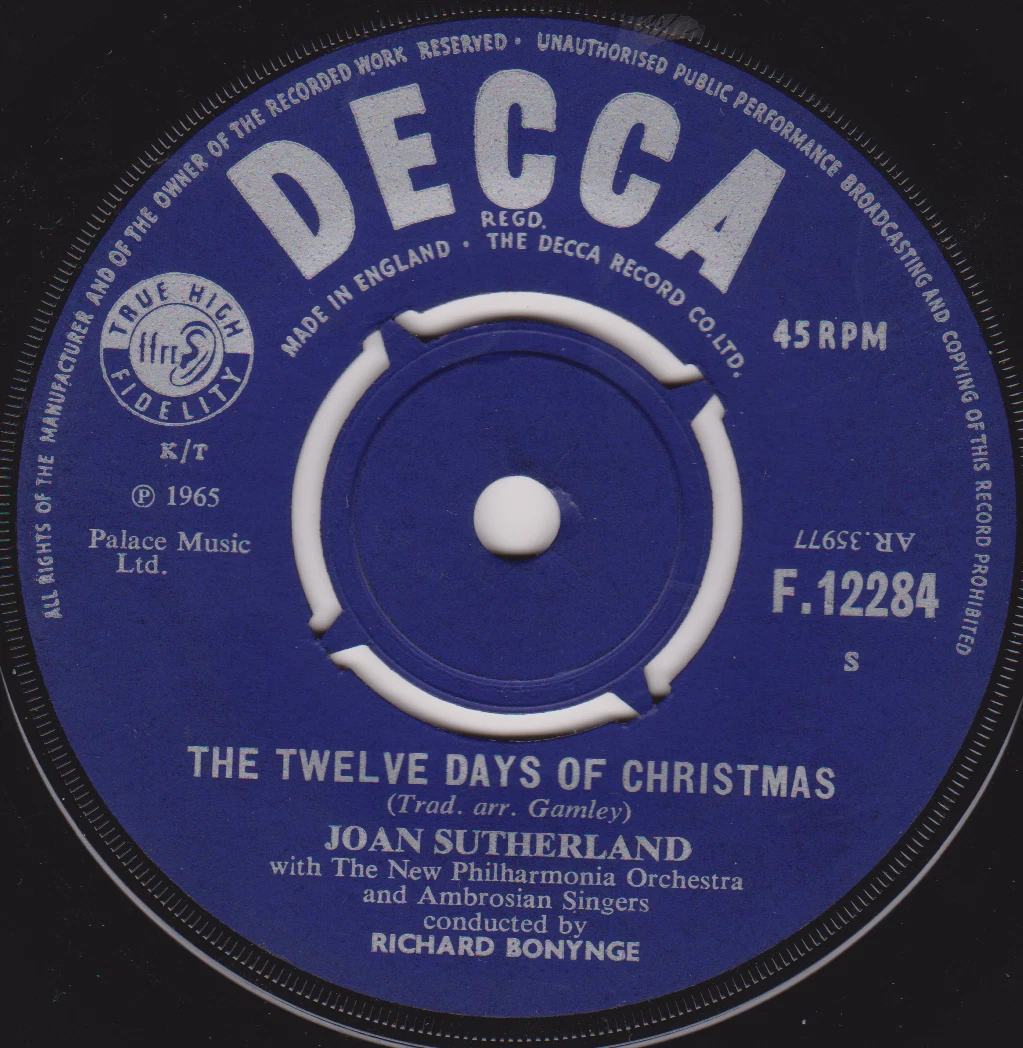 ALL RIGHTS OF THE MANUFACTURER AND OF THE OWNER OF THE RECORDED WORK RESERVED · UNAUTHORISED PUBLIC PERFORMANCE BROADCASTING AND COPYING OF THIS RECORD PROHIBITED
DECCA
REGD.
MADE IN ENGLAND · THE DECCA RECORD CO. LTD.
TRUE HIGH
ffrr
FIDELITY
45 RPM
K/T
℗ 1965
Palace Music
Ltd.
AR.35977
F.12284
S
THE TWELVE DAYS OF CHRISTMAS
(Trad. arr. Gamley)
JOAN SUTHERLAND
with The New Philharmonia Orchestra
and Ambrosian Singers
conducted by
RICHARD BONYNGE